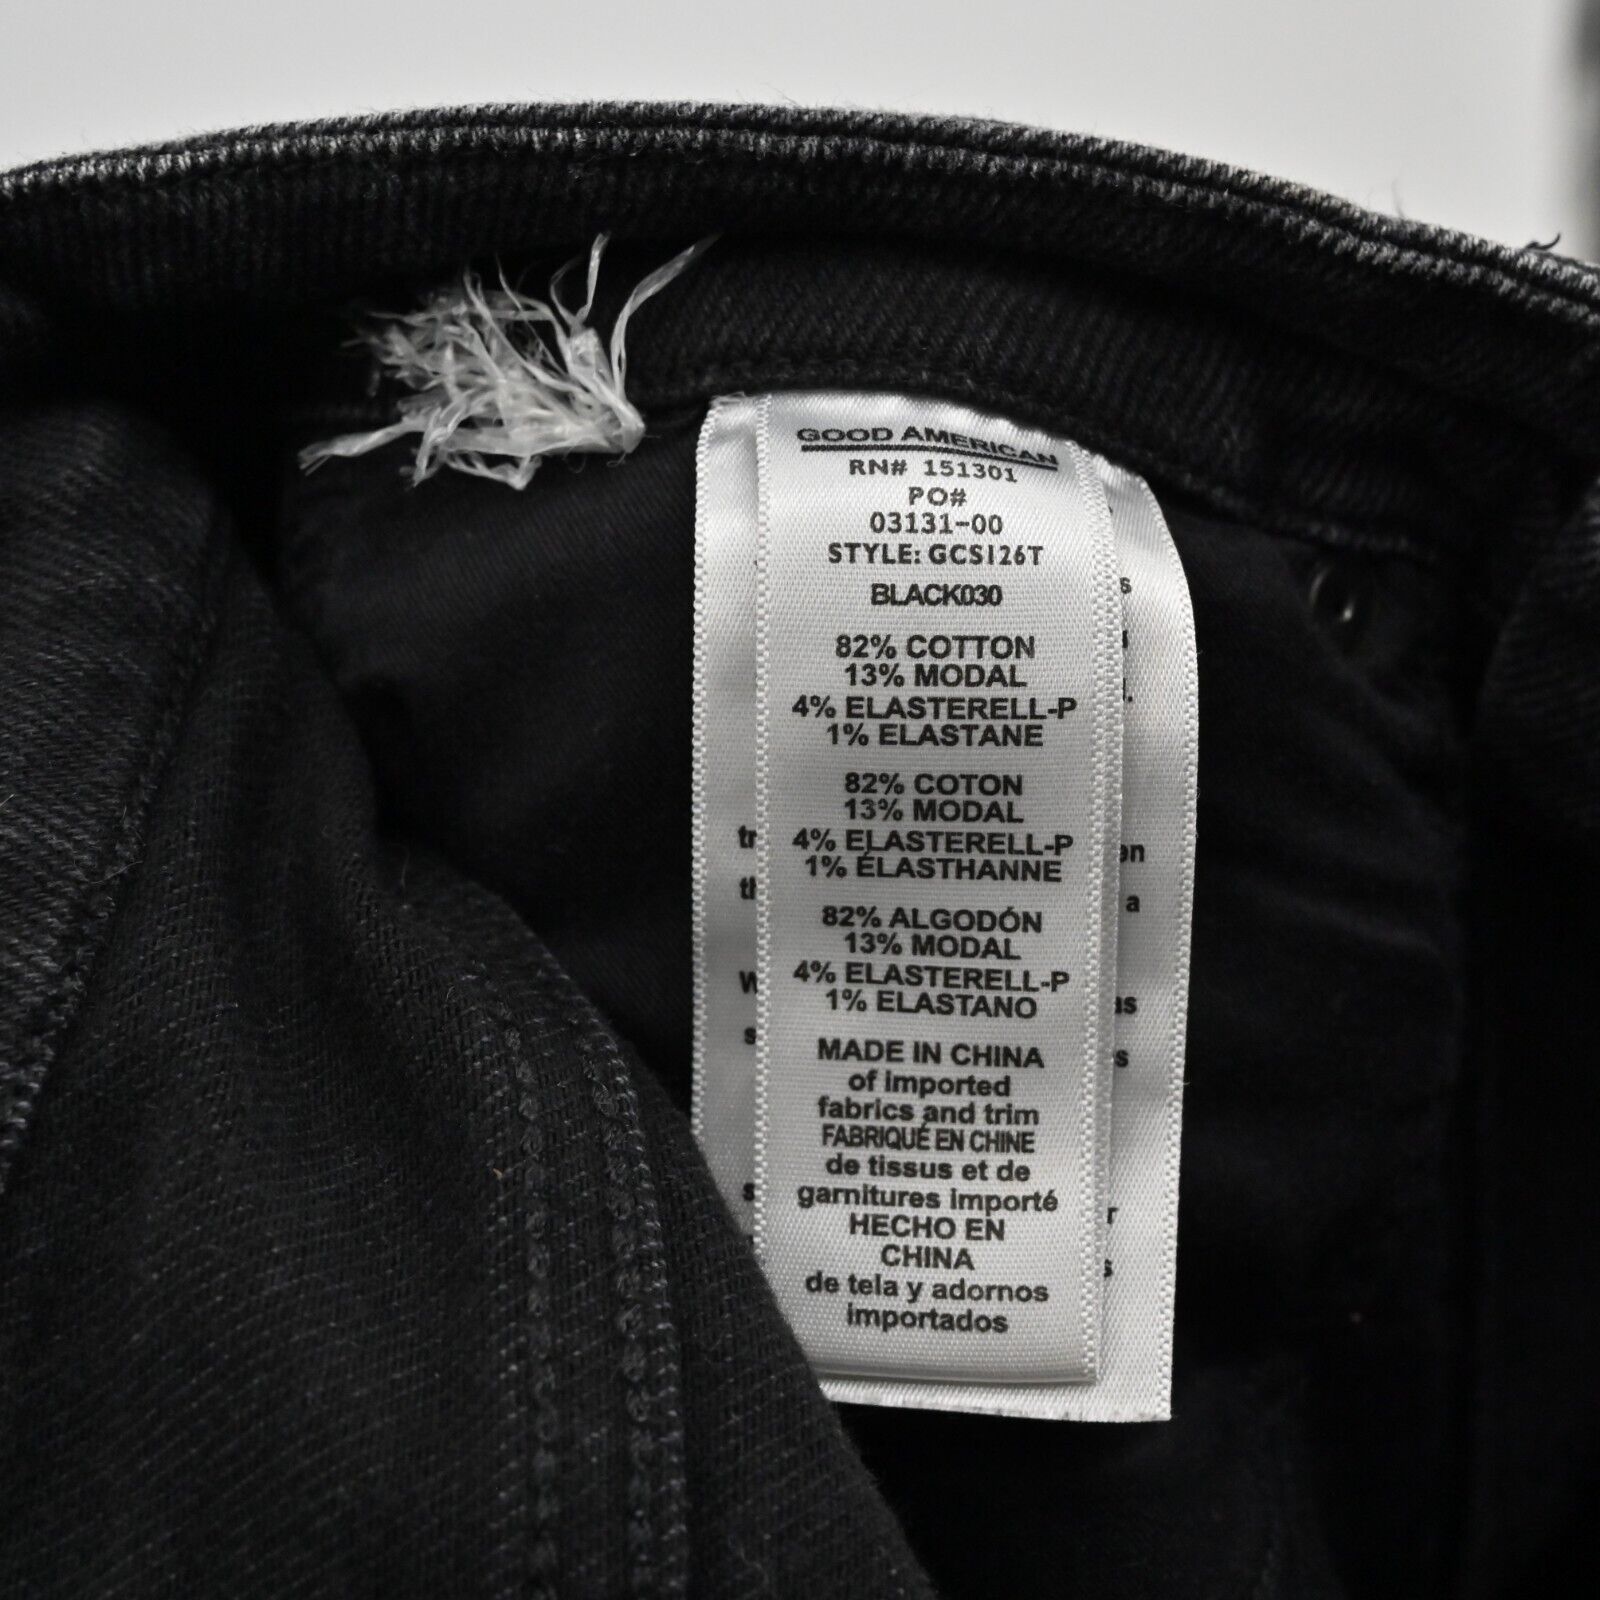 GOOD AMERICAN
RN# 151301
PO#
03131-00
STYLE: GCS126T
BLACK030
82% COTTON
13% MODAL
4% ELASTERELL-P
1% ELASTANE
82% COTON
13% MODAL
4% ELASTERELL-P
1% ÉLASTHANNE
82% ALGODÓN
13% MODAL
4% ELASTERELL-P
1% ELASTANO
MADE IN CHINA
of imported
fabrics and trim
FABRIQUÉ EN CHINE
de tissus et de
garnitures importé
HECHO EN
CHINA
de tela y adornos
importados